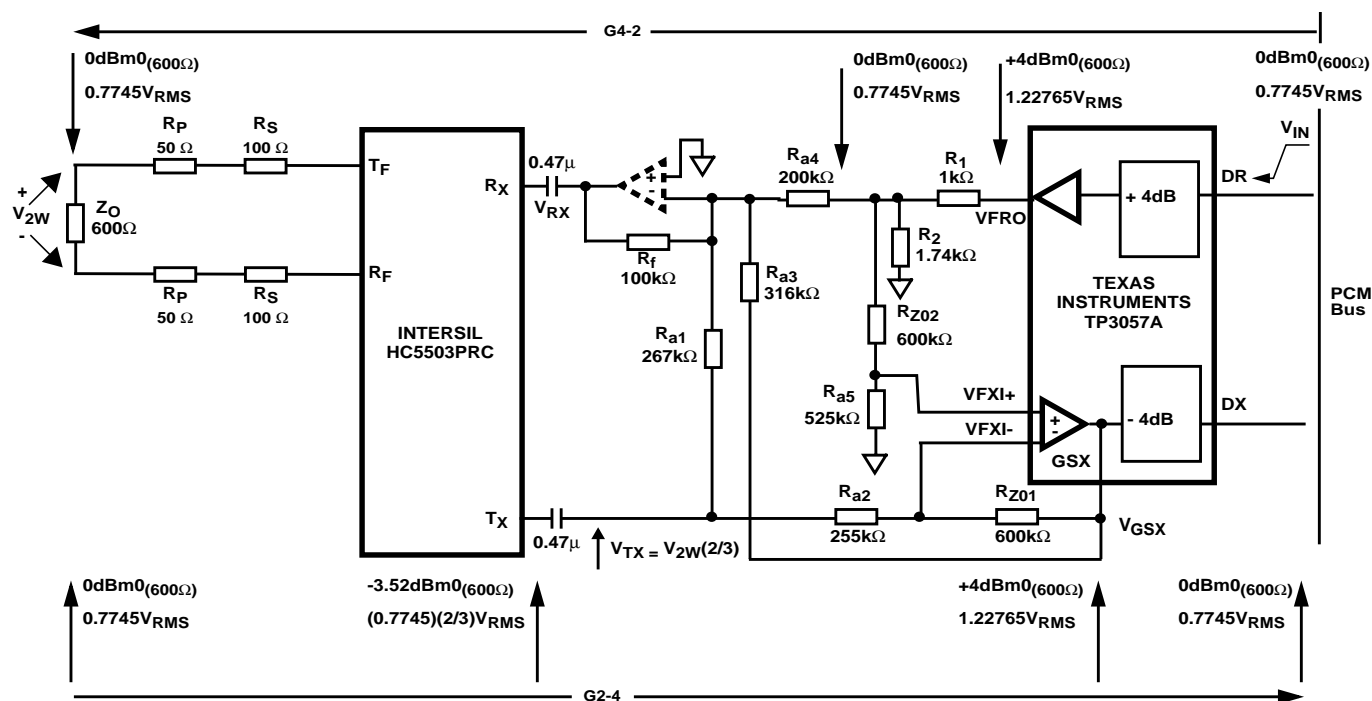 G4-2
0dBm0(600Ω)
0.7745VRMS
0dBm0(600Ω)
0.7745VRMS
+4dBm0(600Ω)
1.22765VRMS
0dBm0(600Ω)
0.7745VRMS
RP
50 Ω
RS
100 Ω
TF
0.47µ
RX
VRX
+
-
Ra4
200kΩ
R1
1kΩ
VFRO
+ 4dB
VIN
DR
+
V2W
-
ZO
600Ω
RF
RP
50 Ω
RS
100 Ω
Rf
100kΩ
Ra3
316kΩ
R2
1.74kΩ
TEXAS
INSTRUMENTS
TP3057A
PCM
Bus
INTERSIL
HC5503PRC
Ra1
267kΩ
RZ02
600kΩ
Ra5
525kΩ
VFXI+
VFXI-
+
-
GSX
- 4dB
DX
TX
0.47µ
VTX = V2W(2/3)
Ra2
255kΩ
RZ01
600kΩ
VGSX
0dBm0(600Ω)
0.7745VRMS
-3.52dBm0(600Ω)
(0.7745)(2/3)VRMS
+4dBm0(600Ω)
1.22765VRMS
0dBm0(600Ω)
0.7745VRMS
G2-4